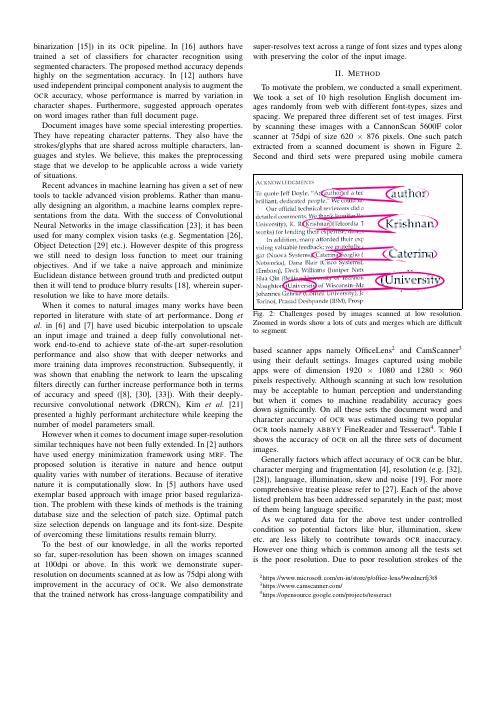 binarization [15]) in its OCR pipeline. In [16] authors have
trained a set of classifiers for character recognition using
segmented characters. The proposed method accuracy depends
highly on the segmentation accuracy. In [12] authors have
used independent principal component analysis to augment the
OCR accuracy, whose performance is marred by variation in
character shapes. Furthermore, suggested approach operates
on word images rather than full document page.
Document images have some special interesting properties.
They have repeating character patterns. They also have the
strokes/glyphs that are shared across multiple characters, lan-
guages and styles. We believe, this makes the preprocessing
stage that we develop to be applicable across a wide variety
of situations.
Recent advances in machine learning has given a set of new
tools to tackle advanced vision problems. Rather than manu-
ally designing an algorithm, a machine learns complex repre-
sentations from the data. With the success of Convolutional
Neural Networks in the image classification [23], it has been
used for many complex vision tasks (e.g. Segmentation [26],
Object Detection [29] etc.). However despite of this progress
we still need to design loss function to meet our imaging
objectives. And if we take a naive approach and minimize
Euclidean distance between ground truth and predicted output
then it will tend to produce blurry results [18], wherein super-
resolution we like to have more details.
When it comes to natural images many works have been
reported in literature with state of art performance. Dong et
al. in [6] and [7] have used bicubic interpolation to upscale
an input image and trained a deep fully convolutional net-
work end-to-end to achieve state of-the-art super-resolution
performance and also show that with deeper networks and
more training data improves reconstruction. Subsequently, it
was shown that enabling the network to learn the upscaling
filters directly can further increase performance both in terms
of accuracy and speed ([8], [30], [33]). With their deeply-
recursive convolutional network (DRCN), Kim et al. [21]
presented a highly performant architecture while keeping the
number of model parameters small.
However when it comes to document image super-resolution
similar techniques have not been fully extended. In [2] authors
have used energy minimization framework using MRF. The
proposed solution is iterative in nature and hence output
quality varies with number of iterations. Because of iterative
nature it is computationally slow. In [5] authors have used
exemplar based approach with image prior based regulariza-
tion. The problem with these kinds of methods is the training
database size and the selection of patch size. Optimal patch
size selection depends on language and its font-size. Despite
of overcoming these limitations results remain blurry.
To the best of our knowledge, in all the works reported
so far, super-resolution has been shown on images scanned
at 100dpi or above. In this work we demonstrate super-
resolution on documents scanned at as low as 75dpi along with
improvement in the accuracy of OCR. We also demonstrate
that the trained network has cross-language compatibility and
super-resolves text across a range of font sizes and types along
with preserving the color of the input image.
II. METHOD
To motivate the problem, we conducted a small experiment.
We took a set of 10 high resolution English document im-
ages randomly from web with different font-types, sizes and
spacing. We prepared three different set of test images. First
by scanning these images with a CannonScan 5600F color
scanner at 75dpi of size 620 × 876 pixels. One such patch
extracted from a scanned document is shown in Figure 2.
Second and third sets were prepared using mobile camera
ACKNOWLEDGMENTS
To quote Jeff Doyle, "An author of a tec
brilliant, dedicated people." We could n
Our official technical reviewers did a
detailed comments. We thank
University, K. R. Krishnan (Telcordia T
works) for lending their expertise,
In addition, many afforded their exp
viding valuable feedback; we
gar (Nuova Systems), Caterina Scoglio (
Networks), Dana Blair (Cisco Systems),
(Emboro), Deck Williams (Juniper Netw
Hua Qin
Naughton (University of Wisconsin-Ma
Johannes Gehrke (Cornell University), Je
Torlini, Prasad Deshpande (IBM), Prosp
author
Krishnan
Caterina
(University
Fig. 2: Challenges posed by images scanned at low resolution.
Zoomed in words show a lots of cuts and merges which are difficult
to segment
based scanner apps namely OfficeLens2 and CamScanner3
using their default settings. Images captured using mobile
apps were of dimension 1920 × 1080 and 1280 × 960
pixels respectively. Although scanning at such low resolution
may be acceptable to human perception and understanding
but when it comes to machine readability accuracy goes
down significantly. On all these sets the document word and
character accuracy of OCR was estimated using two popular
OCR tools namely ABBYY FineReader and Tesseract4. Table I
shows the accuracy of OCR on all the three sets of document
images.
Generally factors which affect accuracy of OCR can be blur,
character merging and fragmentation [4], resolution (e.g. [32],
[28]), language, illumination, skew and noise [19]. For more
comprehensive treatise please refer to [27]. Each of the above
listed problem has been addressed separately in the past; most
of them being language specific.
As we captured data for the above test under controlled
condition so potential factors like blur, illumination, skew
etc. are less likely to contribute towards OCR inaccuracy.
However one thing which is common among all the tests set
is the poor resolution. Due to poor resolution strokes of the
2https://www.microsoft.com/en-in/store/p/office-lens/9wzdncrfj3t8
3https://www.camscanner.com/
4https://opensource.google.com/projects/tesseract